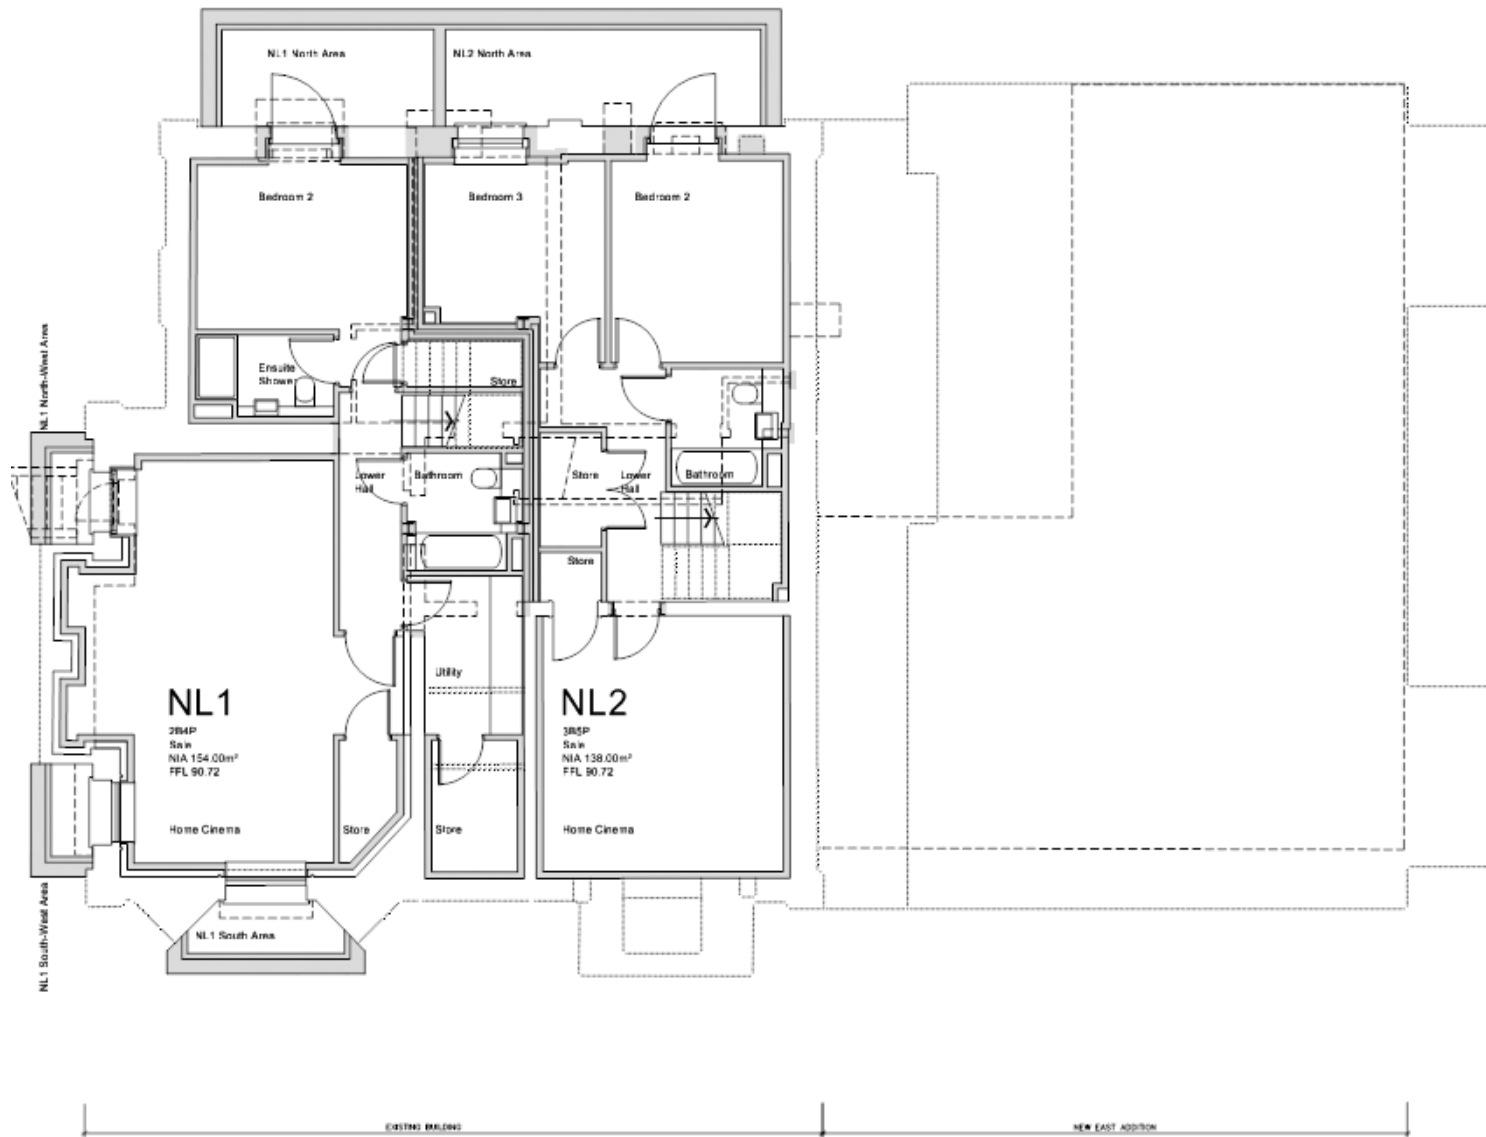 NL1 North Area
NL2 North Area
Bedroom 2
Bedroom 3
Bedroom 2
NL1 North-West Area
Ensuite
Shower
Store
Lower
Hall
Bathroom
Store
Lower
Hall
Bathroom
Store
Utility
NL1
2B4P
Sale
NIA 154.00m²
FFL 90.72
NL2
3B5P
Sale
NIA 138.00m²
FFL 90.72
Home Cinema
Store
Store
Home Cinema
NL1 South-West Area
NL1 South Area
EXISTING BUILDING
NEW EAST ADDITION